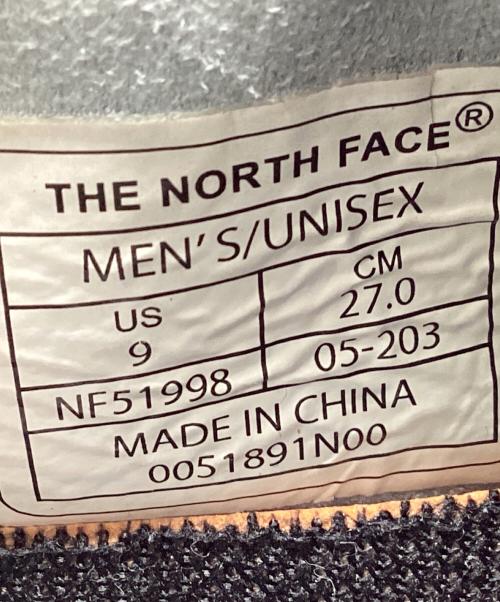 THE NORTH FACE®
MEN'S/UNISEX
US CM
9 27.0
NF51998 05-203
MADE IN CHINA
0051891N00